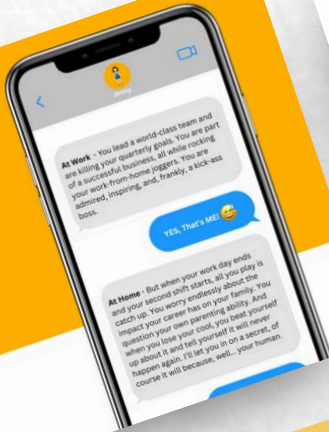 Jenny
At Work - You lead a world-class team and
are killing your quarterly goals. You are part
of a successful business, all while rocking
your work-from-home joggers. You are
admired, inspiring, and, frankly, a kick-ass
boss.
YES, That's ME! 😅
At Home - But when your work day ends
and your second shift starts, all you play is
catch up. You worry endlessly about the
impact your career has on your family. You
question your own parenting ability. And
when you lose your cool, you beat yourself
up about it and tell yourself it will never
happen again. I'll let you in on a secret, of
course it will because, well... your human.